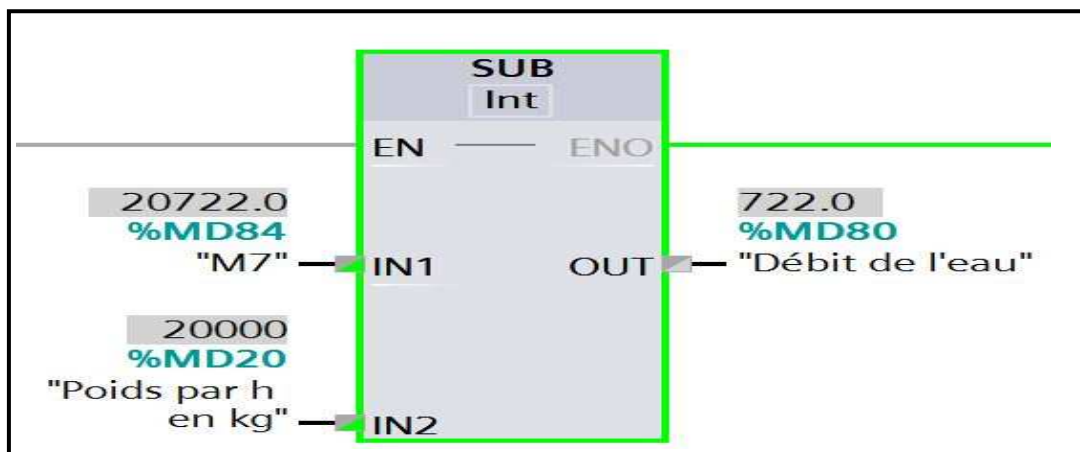 SUB
Int
EN
ENO
20722.0
%MD84
"M7"
IN1
722.0
%MD80
OUT
"Débit de l'eau"
20000
%MD20
"Poids par h
en kg"
IN2